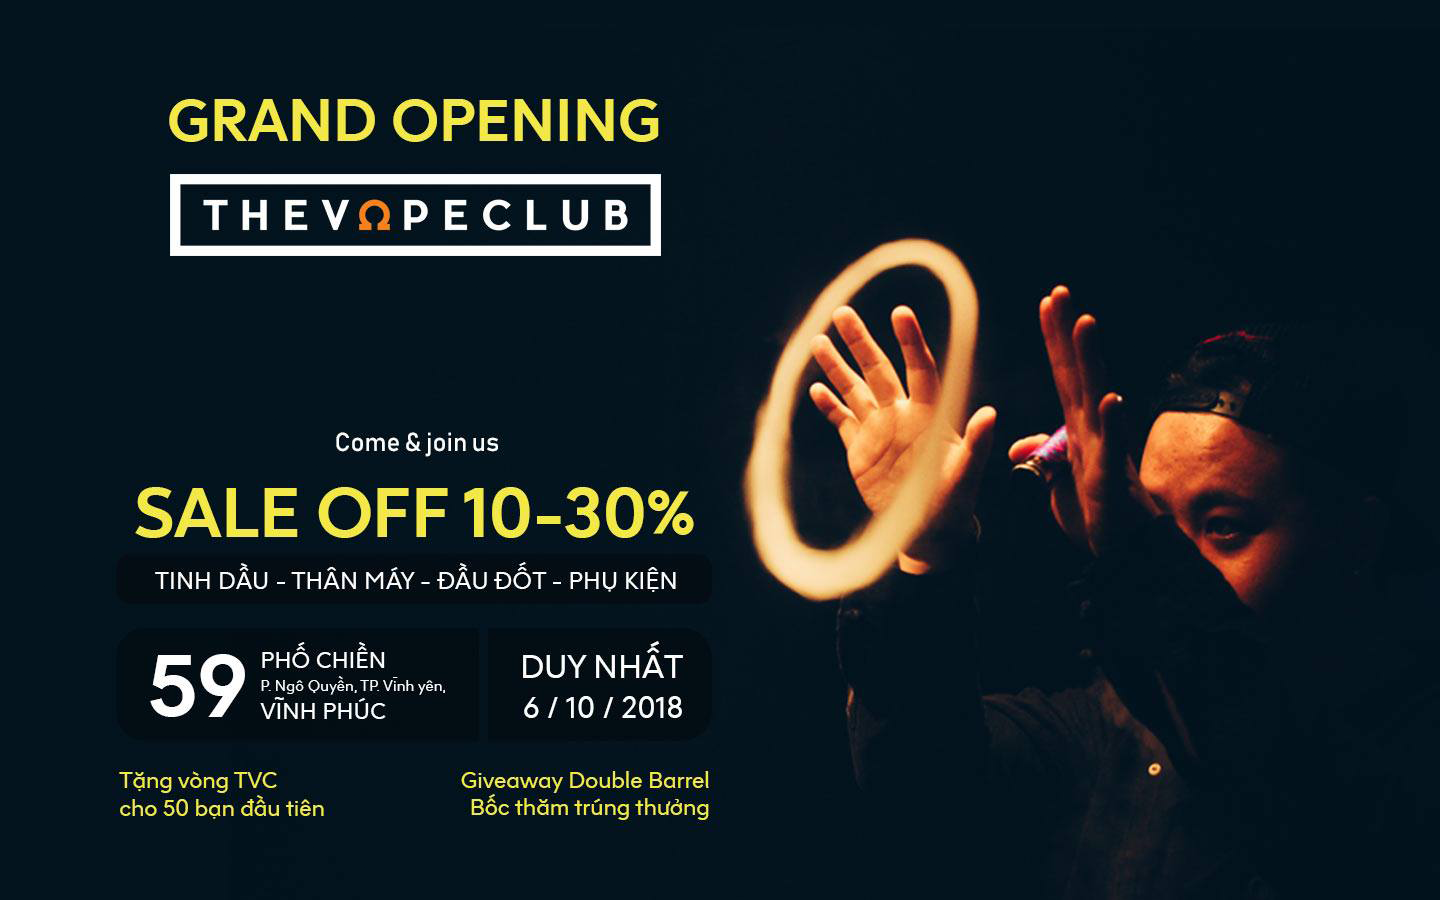 GRAND OPENING
THEVΩPECLUB
Come & join us
SALE OFF 10-30%
TINH DẦU - THÂN MÁY - ĐẦU ĐỐT - PHỤ KIỆN
59
PHỐ CHIỀN
P. Ngô Quyền, TP. Vĩnh yên,
VĨNH PHÚC
DUY NHẤT
6 / 10 / 2018
Tặng vòng TVC
cho 50 bạn đầu tiên
Giveaway Double Barrel
Bốc thăm trúng thưởng